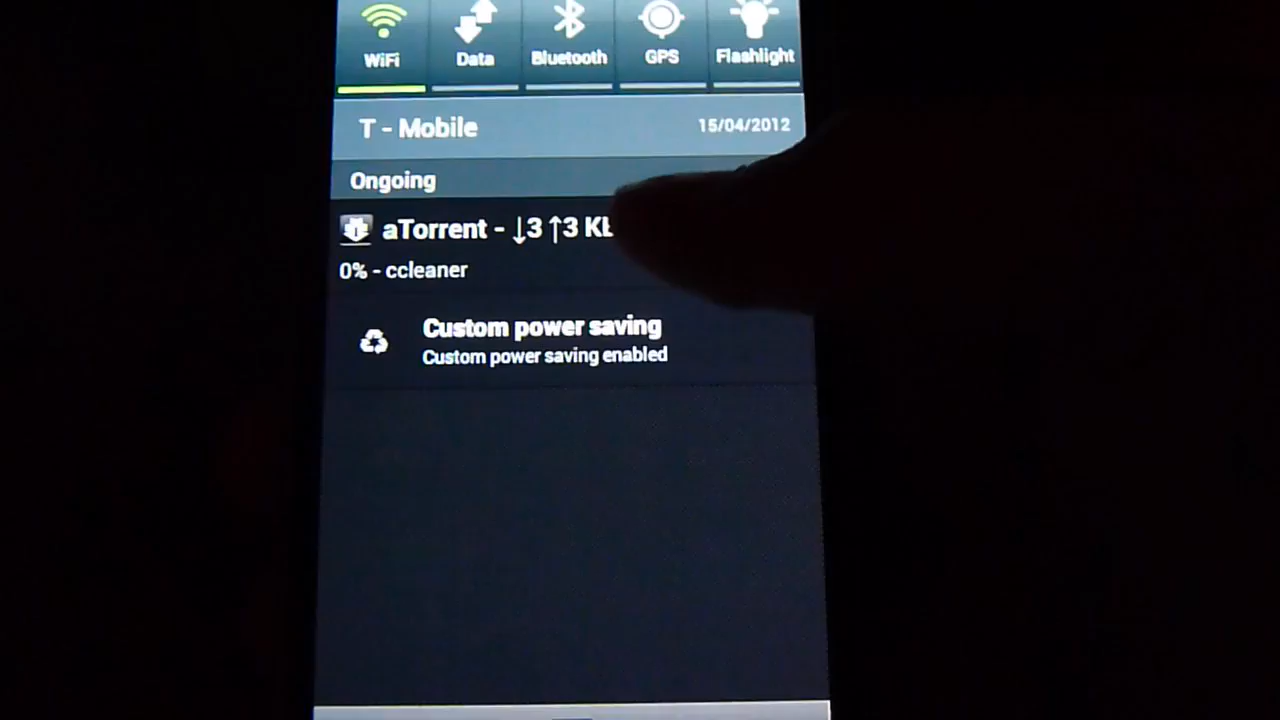 WiFi Data Bluetooth GPS Flashlight
T - Mobile 15/04/2012
Ongoing
aTorrent - ↓3 ↑3
0% - ccleaner
Custom power saving
Custom power saving enabled